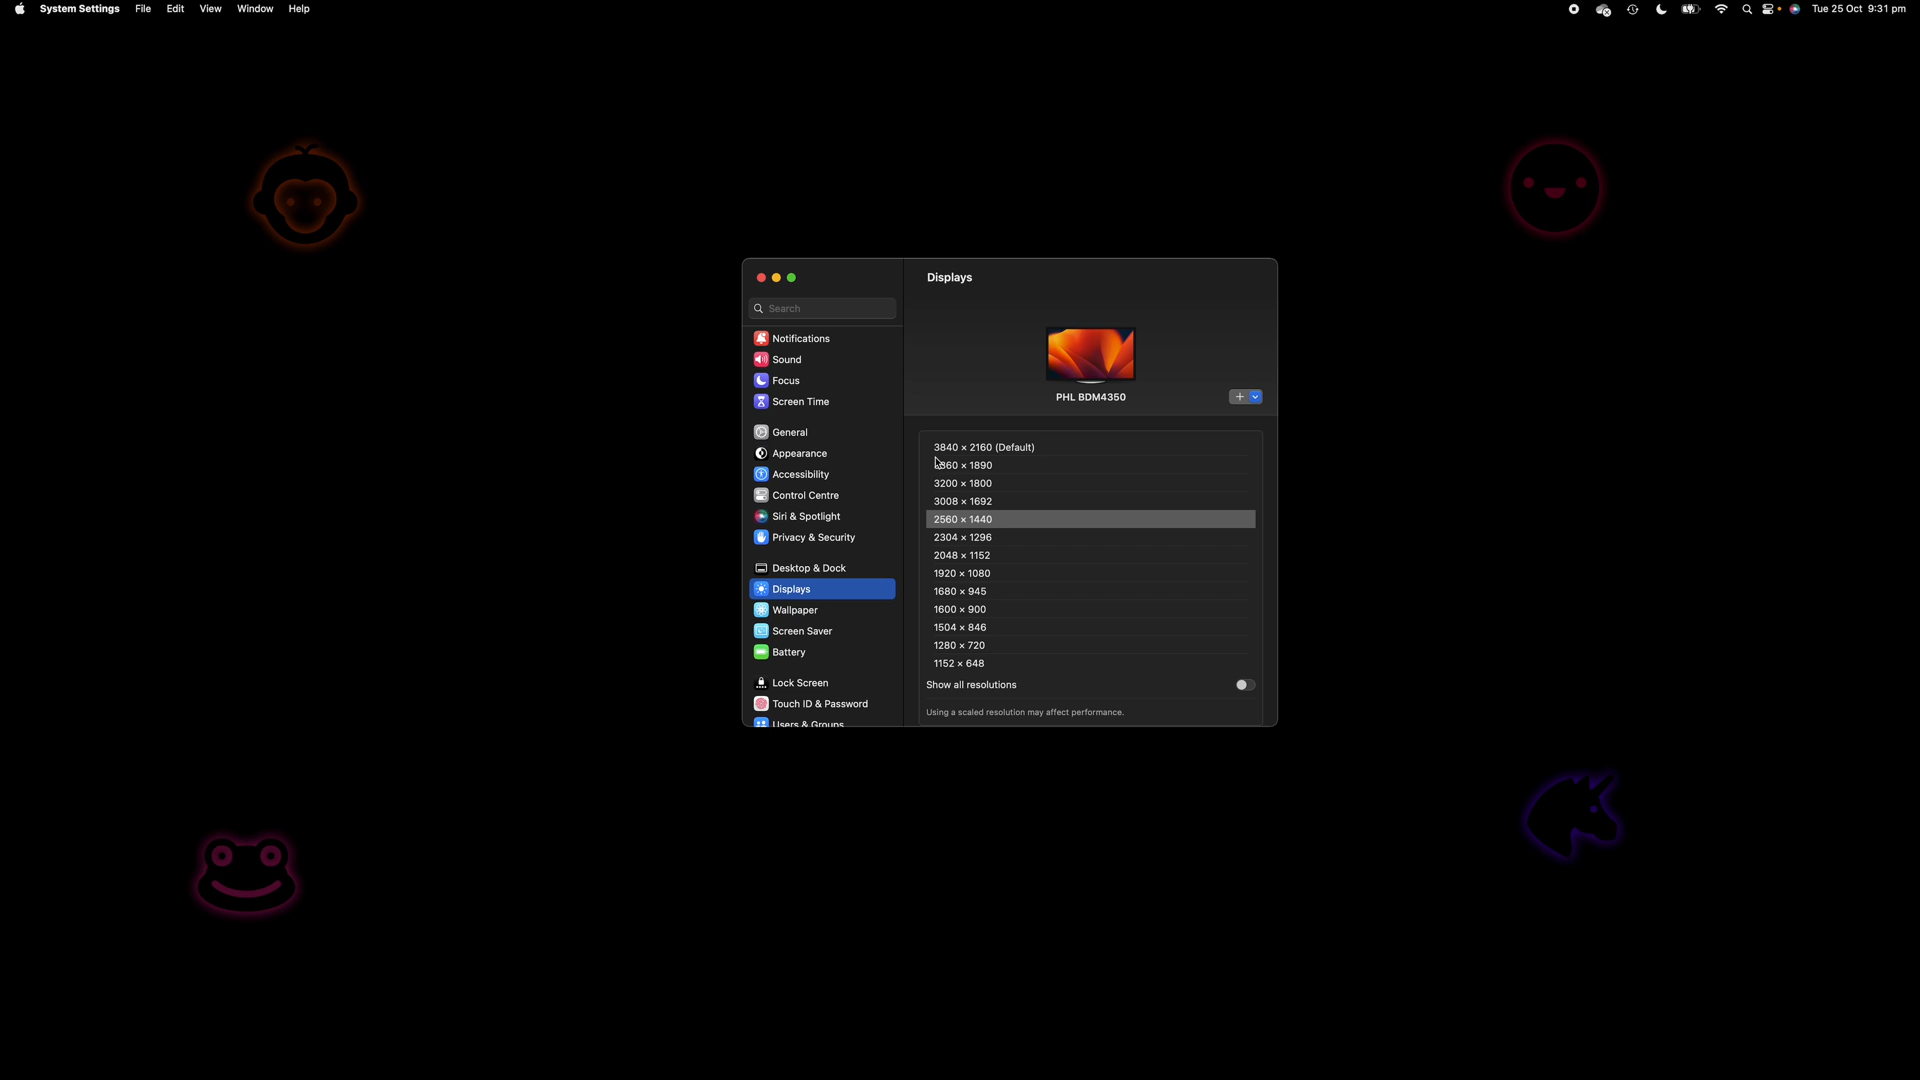 System Settings File Edit View Window Help Tue 25 Oct 9:31 pm
Displays
Search
Notifications
Sound
Focus
Screen Time
General
Appearance
Accessibility
Control Centre
Siri & Spotlight
Privacy & Security
Desktop & Dock
Displays
Wallpaper
Screen Saver
Battery
Lock Screen
Touch ID & Password
Users & Groups
PHL BDM4350
3840 × 2160 (Default)
3360 × 1890
3200 × 1800
3008 × 1692
2560 × 1440
2304 × 1296
2048 × 1152
1920 × 1080
1680 × 945
1600 × 900
1504 × 846
1280 × 720
1152 × 648
Show all resolutions
Using a scaled resolution may affect performance.